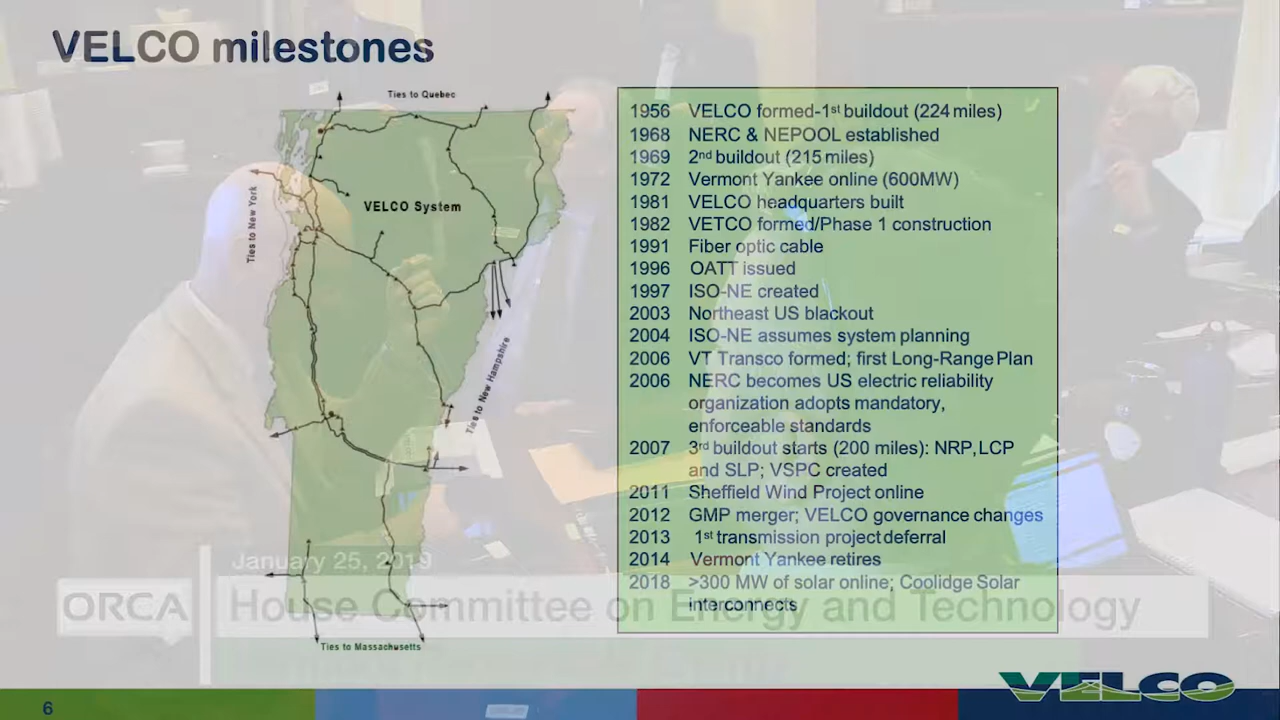 VELCO milestones
Ties to Quebec
Ties to New York
VELCO System
Ties to New Hampshire
Ties to Massachusetts
1956 VELCO formed-1st buildout (224 miles)
1968 NERC & NEPOOL established
1969 2nd buildout (215 miles)
1972 Vermont Yankee online (600MW)
1981 VELCO headquarters built
1982 VETCO formed/Phase 1 construction
1991 Fiber optic cable
1996 OATT issued
1997 ISO-NE created
2003 Northeast US blackout
2004 ISO-NE assumes system planning
2006 VT Transco formed; first Long-Range Plan
2006 NERC becomes US electric reliability
organization adopts mandatory,
enforceable standards
2007 3rd buildout starts (200 miles): NRP, LCP
and SLP; VSPC created
2011 Sheffield Wind Project online
2012 GMP merger; VELCO governance changes
2013 1st transmission project deferral
2014 Vermont Yankee retires
2018 >300 MW of solar online; Coolidge Solar
interconnects
January 25, 2019
ORCA
House Committee on Energy and Technology
6
VELCO